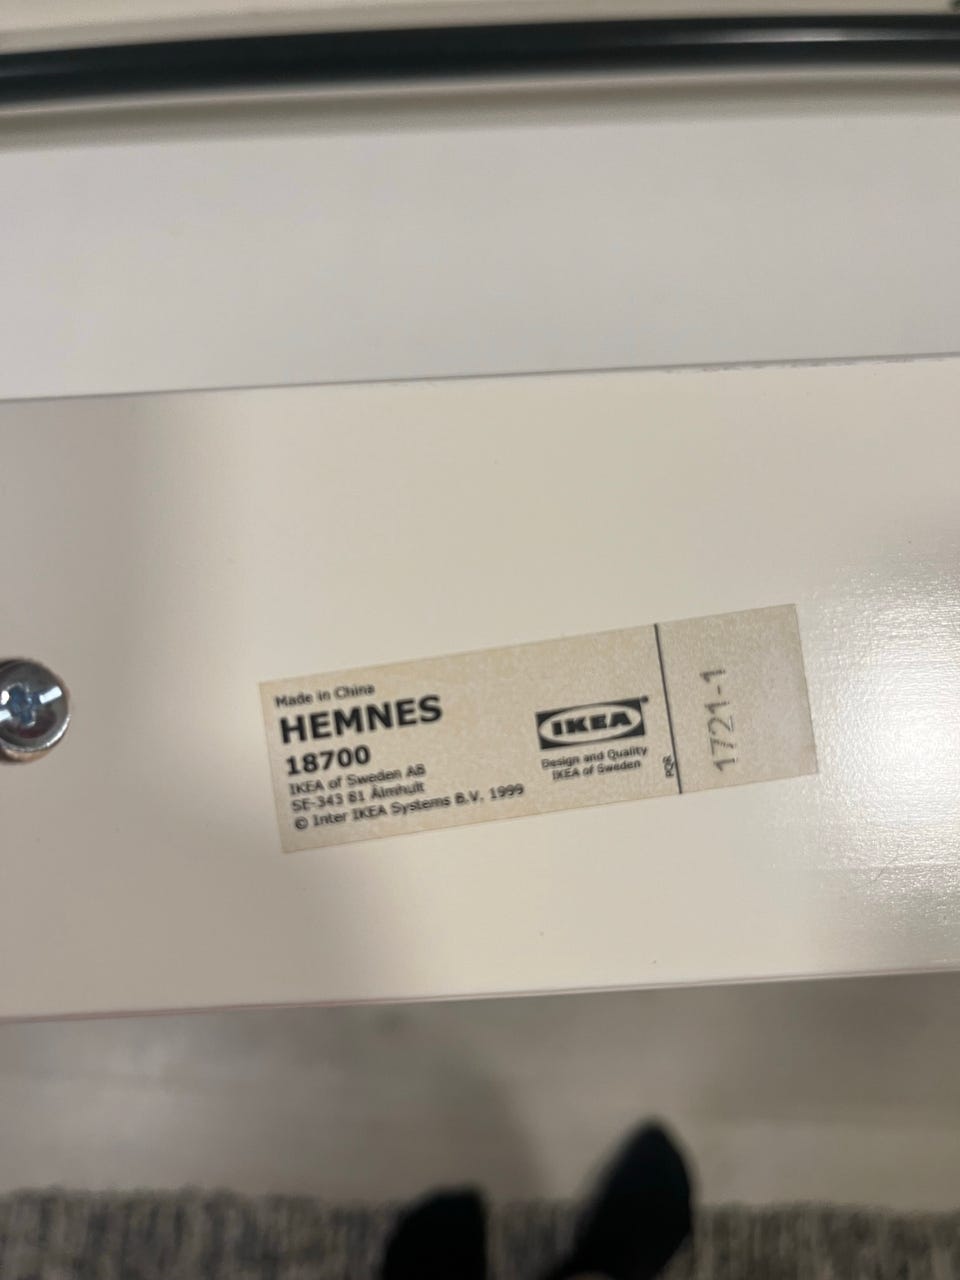 Made in China
HEMNES
18700
IKEA of Sweden AB
SE-343 81 Älmhult
© Inter IKEA Systems B.V. 1999
IKEA®
Design and Quality
IKEA of Sweden
PQR
1721-1